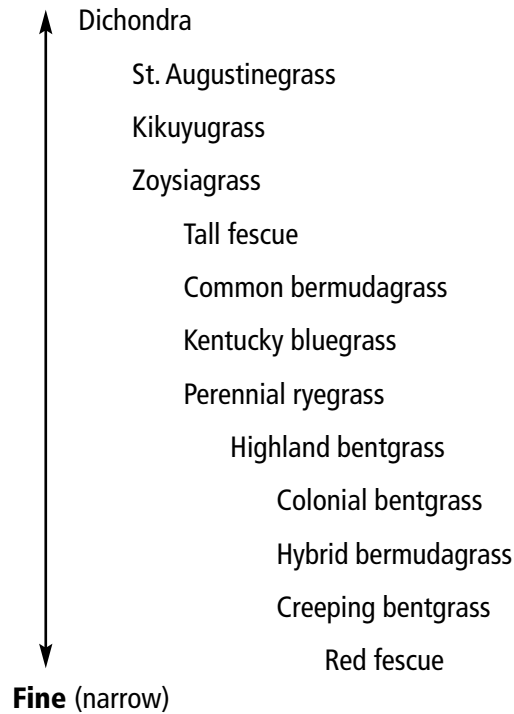 Dichondra
St. Augustinegrass
Kikuyugrass
Zoysiagrass
Tall fescue
Common bermudagrass
Kentucky bluegrass
Perennial ryegrass
Highland bentgrass
Colonial bentgrass
Hybrid bermudagrass
Creeping bentgrass
Red fescue
Fine (narrow)